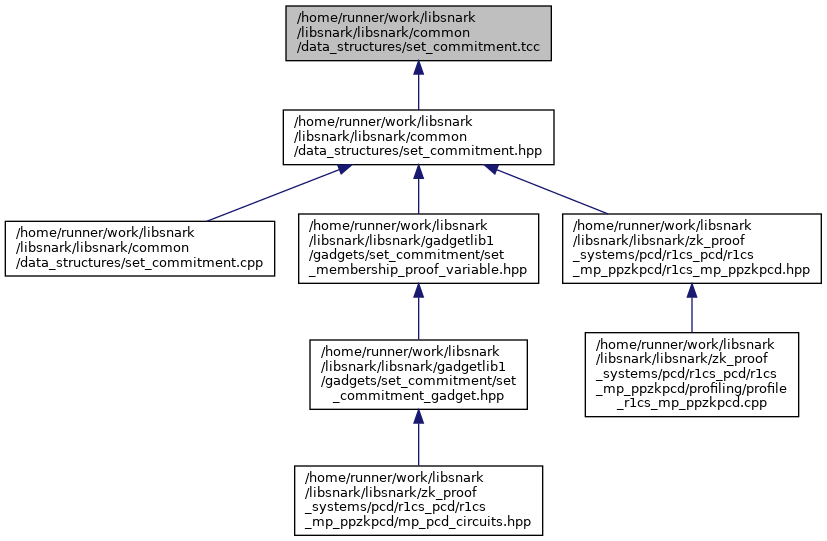 /home/runner/work/libsnark
/libsnark/libsnark/common
/data_structures/set_commitment.tcc
/home/runner/work/libsnark
/libsnark/libsnark/common
/data_structures/set_commitment.hpp
/home/runner/work/libsnark
/libsnark/libsnark/common
/data_structures/set_commitment.cpp
/home/runner/work/libsnark
/libsnark/libsnark/gadgetlib1
/gadgets/set_commitment/set
_membership_proof_variable.hpp
/home/runner/work/libsnark
/libsnark/libsnark/zk_proof
_systems/pcd/r1cs_pcd/r1cs
_mp_ppzkpcd/r1cs_mp_ppzkpcd.hpp
/home/runner/work/libsnark
/libsnark/libsnark/gadgetlib1
/gadgets/set_commitment/set
_commitment_gadget.hpp
/home/runner/work/libsnark
/libsnark/libsnark/zk_proof
_systems/pcd/r1cs_pcd/r1cs
_mp_ppzkpcd/profiling/profile
_r1cs_mp_ppzkpcd.cpp
/home/runner/work/libsnark
/libsnark/libsnark/zk_proof
_systems/pcd/r1cs_pcd/r1cs
_mp_ppzkpcd/mp_pcd_circuits.hpp